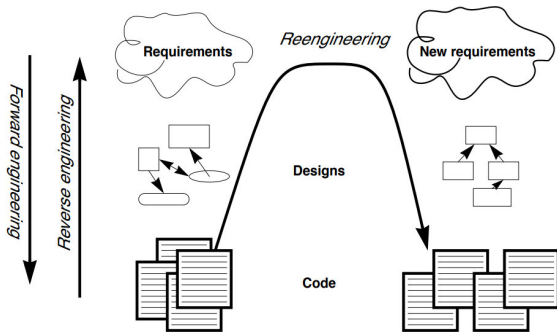 Requirements
Reengineering
New requirements
Forward engineering
Reverse engineering
Designs
Code